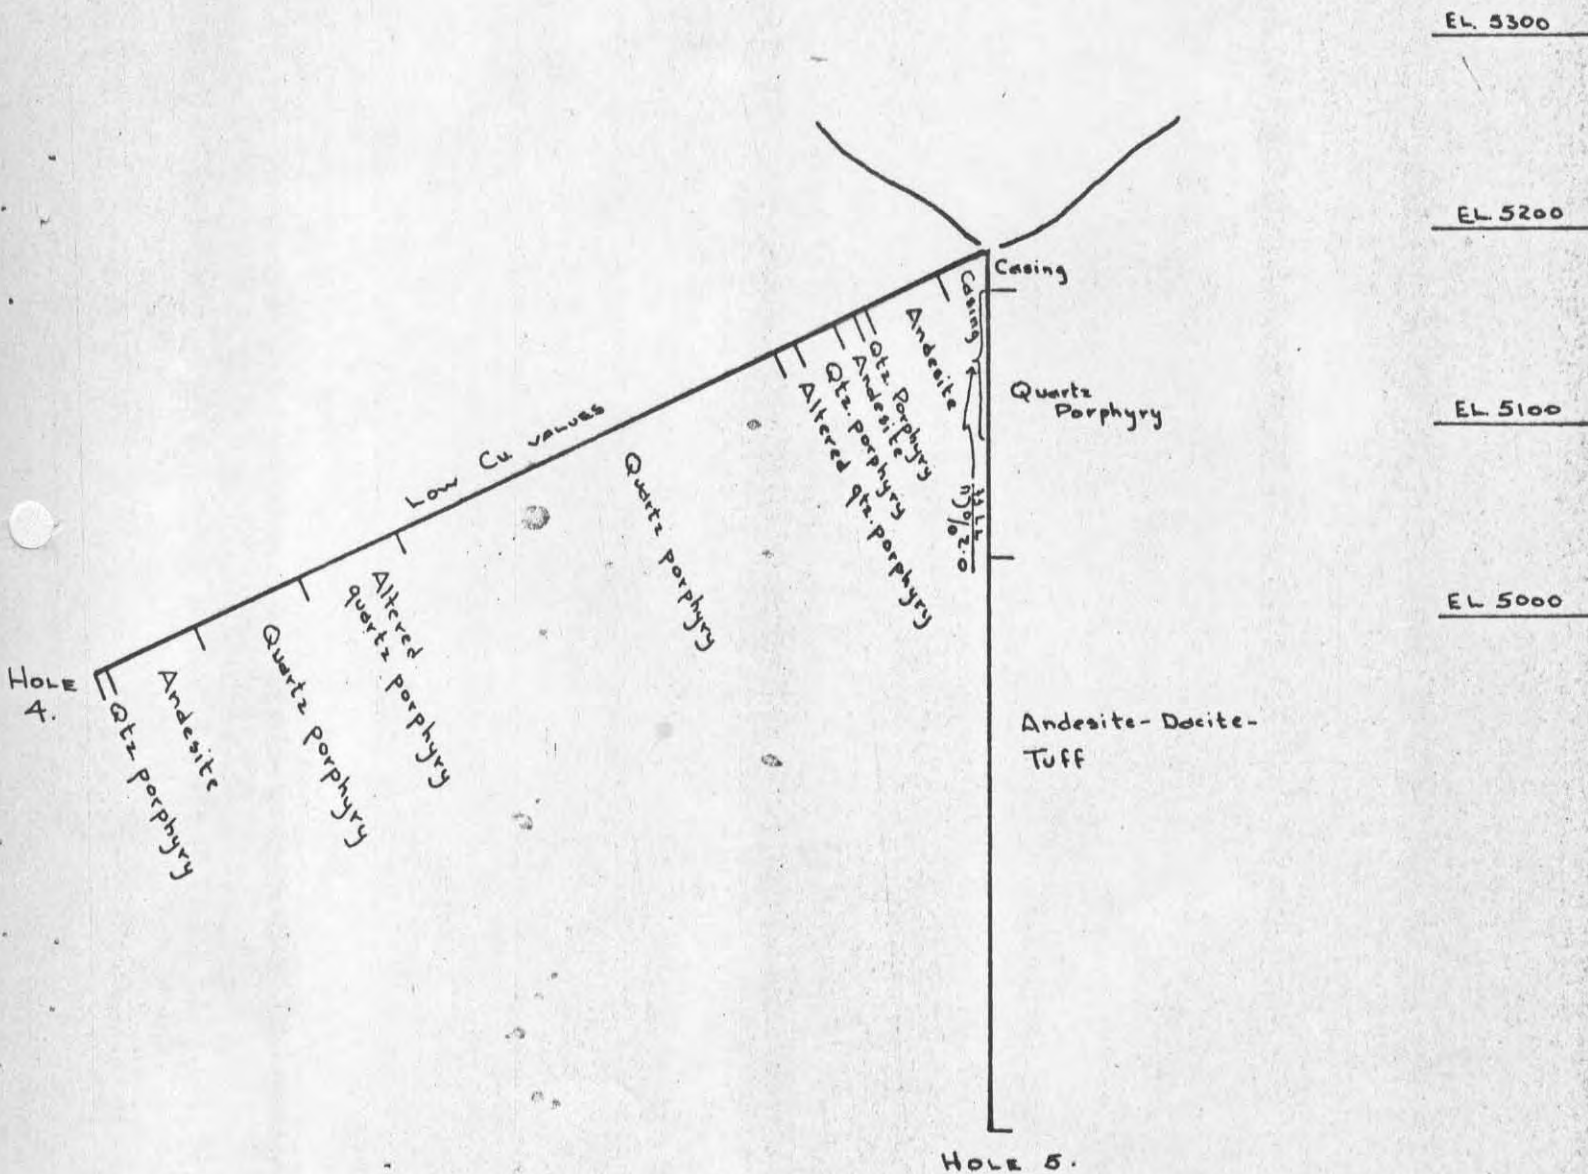 EL. 5300
EL 5200
EL 5100
EL 5000
Casing
Quartz
Porphyry
Andesite-Dacite-
Tuff
HOLE 5.
Casing
Andesite
Qtz Porphyry
Andesite
Qtz. porphyry
Altered qtz. porphyry
Quartz porphyry
Low Cu VALUES
Altered
quartz porphyry
Quartz porphyry
Andesite
Qtz porphyry
HOLE
4.